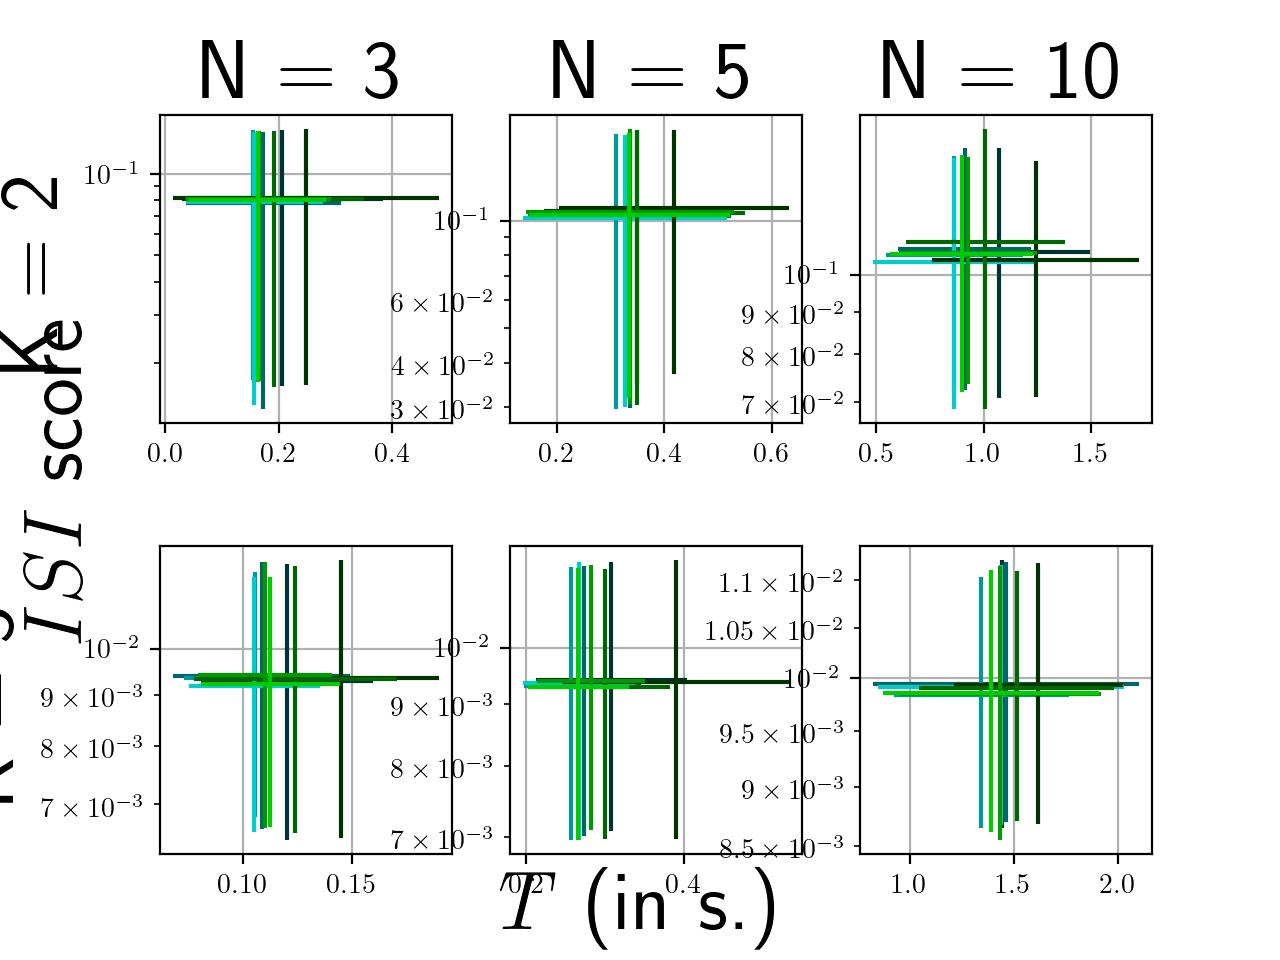 N = 3 N = 5 N = 10
K = 2
ISI score
10⁻¹
0.0 0.2 0.4
10⁻¹
6 × 10⁻²
4 × 10⁻²
3 × 10⁻²
0.2 0.4 0.6
10⁻¹
9 × 10⁻²
8 × 10⁻²
7 × 10⁻²
0.5 1.0 1.5
10⁻²
9 × 10⁻³
8 × 10⁻³
7 × 10⁻³
0.10 0.15
10⁻²
9 × 10⁻³
8 × 10⁻³
7 × 10⁻³
0.2 0.4
1.1 × 10⁻²
1.05 × 10⁻²
10⁻²
9.5 × 10⁻³
9 × 10⁻³
8.5 × 10⁻³
1.0 1.5 2.0
T (in s.)